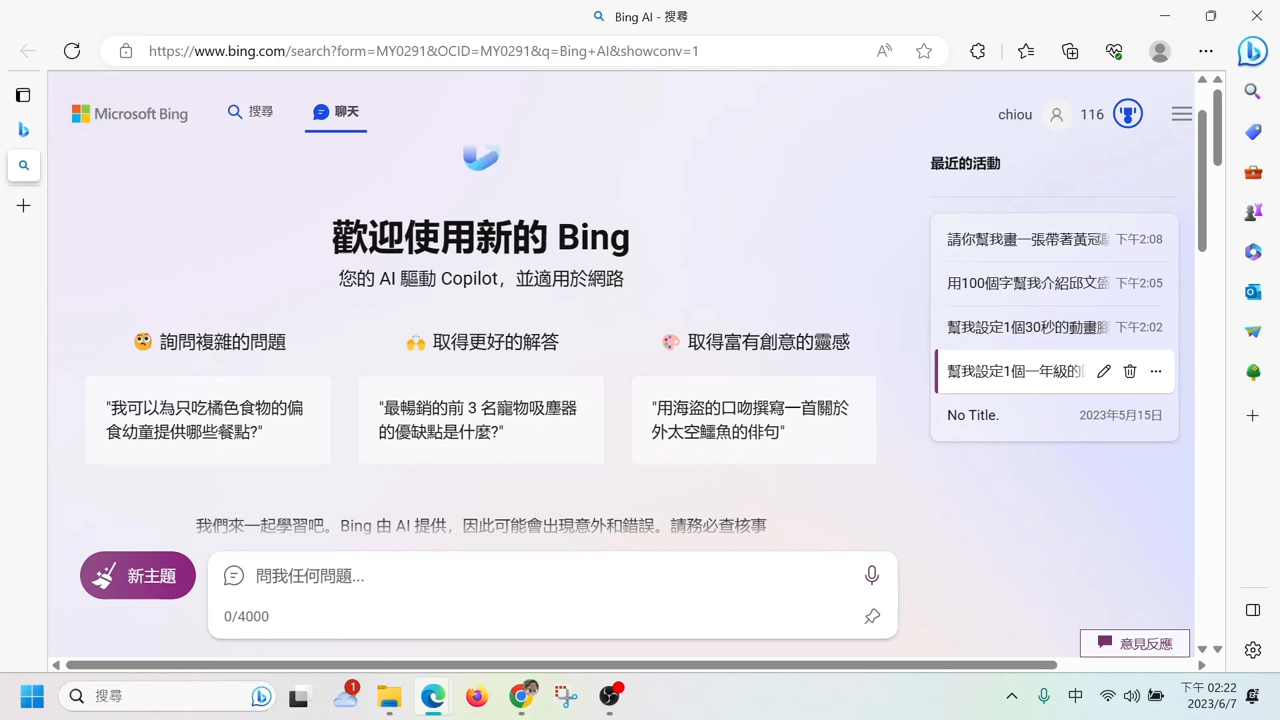 Bing AI - 搜尋
https://www.bing.com/search?form=MY0291&OCID=MY0291&q=Bing+AI&showconv=1
Microsoft Bing
搜尋
聊天
chiou
116
歡迎使用新的 Bing
您的 AI 驅動 Copilot，並適用於網路
詢問複雜的問題
取得更好的解答
取得富有創意的靈感
"我可以為只吃橘色食物的偏
食幼童提供哪些餐點?"
"最暢銷的前 3 名寵物吸塵器
的優缺點是什麼?"
"用海盜的口吻撰寫一首關於
外太空鱷魚的俳句"
我們來一起學習吧。Bing 由 AI 提供，因此可能會出現意外和錯誤。請務必查核事
新主題
問我任何問題...
0/4000
最近的活動
請你幫我畫一張帶著黃冠 下午2:08
用100個字幫我介紹邱文盛 下午2:05
幫我設定1個30秒的動畫腳 下午2:02
幫我設定1個一年級的
No Title. 2023年5月15日
意見反應
搜尋
1
中
下午 02:22
2023/6/7